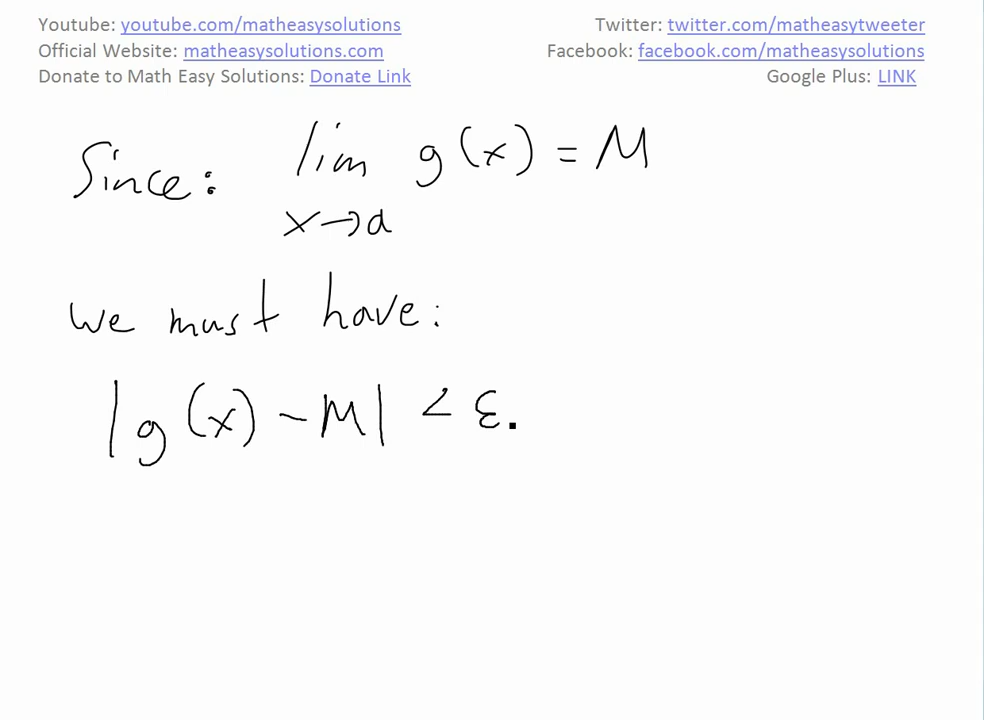 Youtube: youtube.com/matheasysolutions Twitter: twitter.com/matheasytweeter
Official Website: matheasysolutions.com Facebook: facebook.com/matheasysolutions
Donate to Math Easy Solutions: Donate Link Google Plus: LINK
Since: lim g(x) = M
x→a
we must have:
|g(x) - M| < ε.